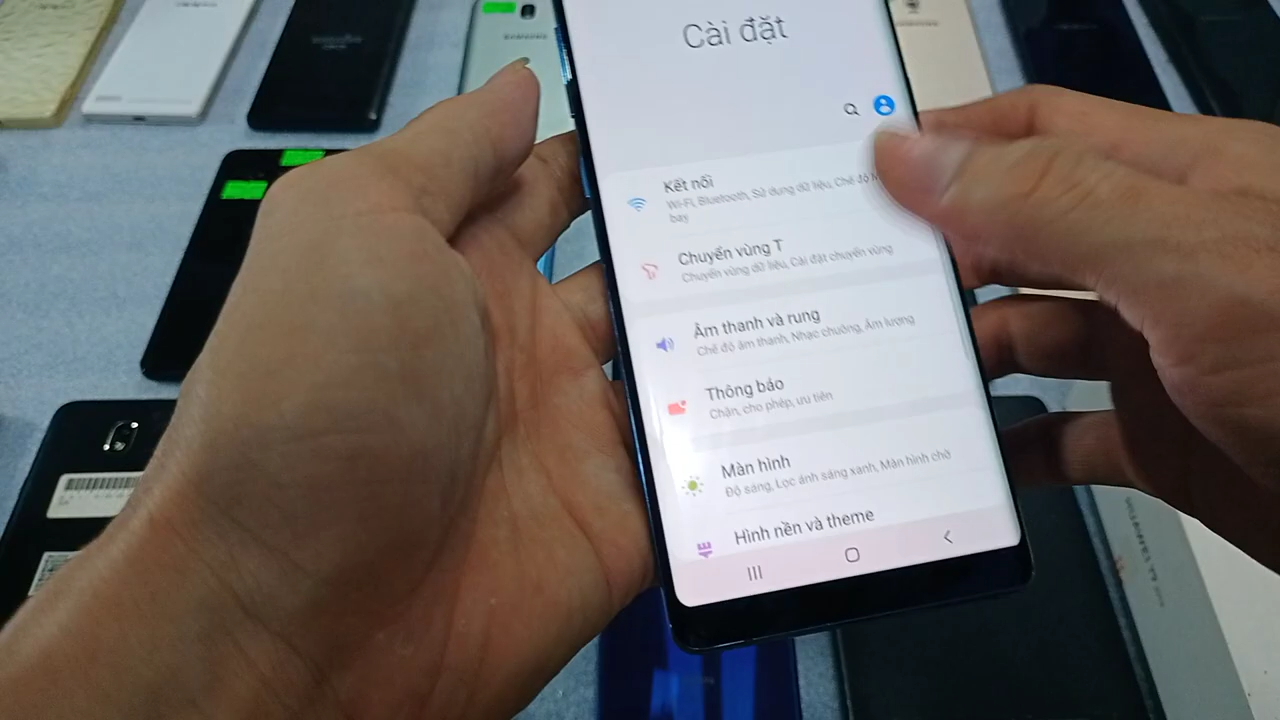 SAMSUNG
Cài đặt
Kết nối
Wi-Fi, Bluetooth, Sử dụng dữ liệu, Chế độ
bay
Chuyển vùng T
Chuyển vùng dữ liệu, Cài đặt chuyển vùng
Âm thanh và rung
Chế độ âm thanh, Nhạc chuông, Âm lượng
Thông báo
Chặn, cho phép, ưu tiên
Màn hình
Độ sáng, Lọc ánh sáng xanh, Màn hình chờ
Hình nền và theme